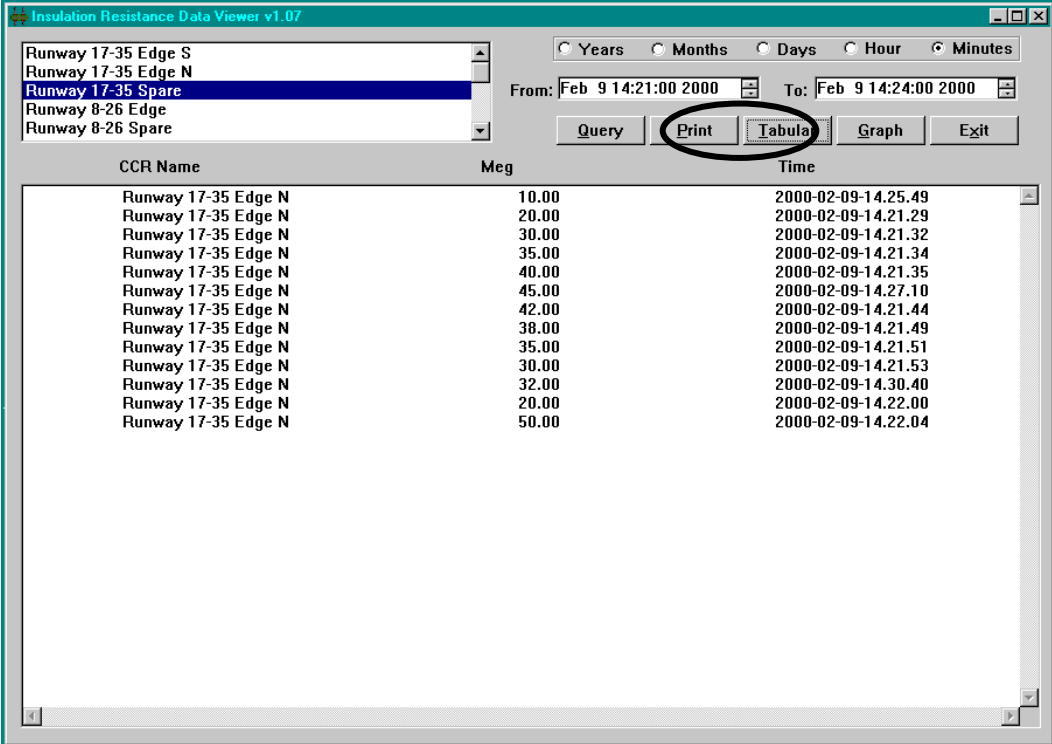 Insulation Resistance Data Viewer v1.07
Runway 17-35 Edge S
Runway 17-35 Edge N
Runway 17-35 Spare
Runway 8-26 Edge
Runway 8-26 Spare
Years Months Days Hour Minutes
From: Feb 9 14:21:00 2000 To: Feb 9 14:24:00 2000
Query Print Tabular Graph Exit
CCR Name Meg Time
Runway 17-35 Edge N 10.00 2000-02-09-14.25.49
Runway 17-35 Edge N 20.00 2000-02-09-14.21.29
Runway 17-35 Edge N 30.00 2000-02-09-14.21.32
Runway 17-35 Edge N 35.00 2000-02-09-14.21.34
Runway 17-35 Edge N 40.00 2000-02-09-14.21.35
Runway 17-35 Edge N 45.00 2000-02-09-14.27.10
Runway 17-35 Edge N 42.00 2000-02-09-14.21.44
Runway 17-35 Edge N 38.00 2000-02-09-14.21.49
Runway 17-35 Edge N 35.00 2000-02-09-14.21.51
Runway 17-35 Edge N 30.00 2000-02-09-14.21.53
Runway 17-35 Edge N 32.00 2000-02-09-14.30.40
Runway 17-35 Edge N 20.00 2000-02-09-14.22.00
Runway 17-35 Edge N 50.00 2000-02-09-14.22.04